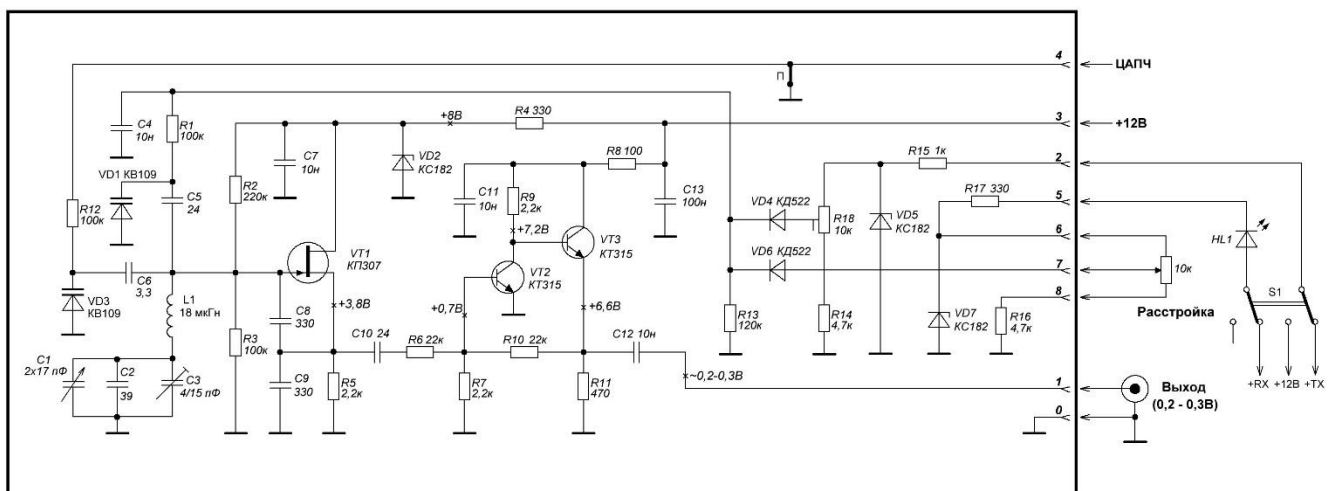 4
ЦАПЧ
П
3
+12В
+8В
R4 330
C4
10н
R1
100к
C7
10н
VD2
КС182
R8 100
R15 1к
2
VD1 КВ109
R17 330
5
R2
220к
C11
10н
R9
2,2к
C13
100н
VD4 КД522
R18
10к
VD5
КС182
R12
100к
C5
24
+7,2В
6
HL1
VT1
КП307
VT3
КТ315
VD6 КД522
7
10к
VT2
КТ315
C6
3,3
8
S1
VD3
КВ109
L1
18 мкГн
+3,8В
+0,7В
+6,6В
R13
120к
R14
4,7к
VD7
КС182
R16
4,7к
Расстройка
C8
330
R3
100к
C10 24
R6 22к
R10 22к
C12 10н
C1
2х17 пФ
C2
39
C3
4/15 пФ
C9
330
R5
2,2к
R7
2,2к
R11
470
~0,2-0,3В
1
Выход
(0,2 - 0,3В)
+RX
+12В
+TX
0